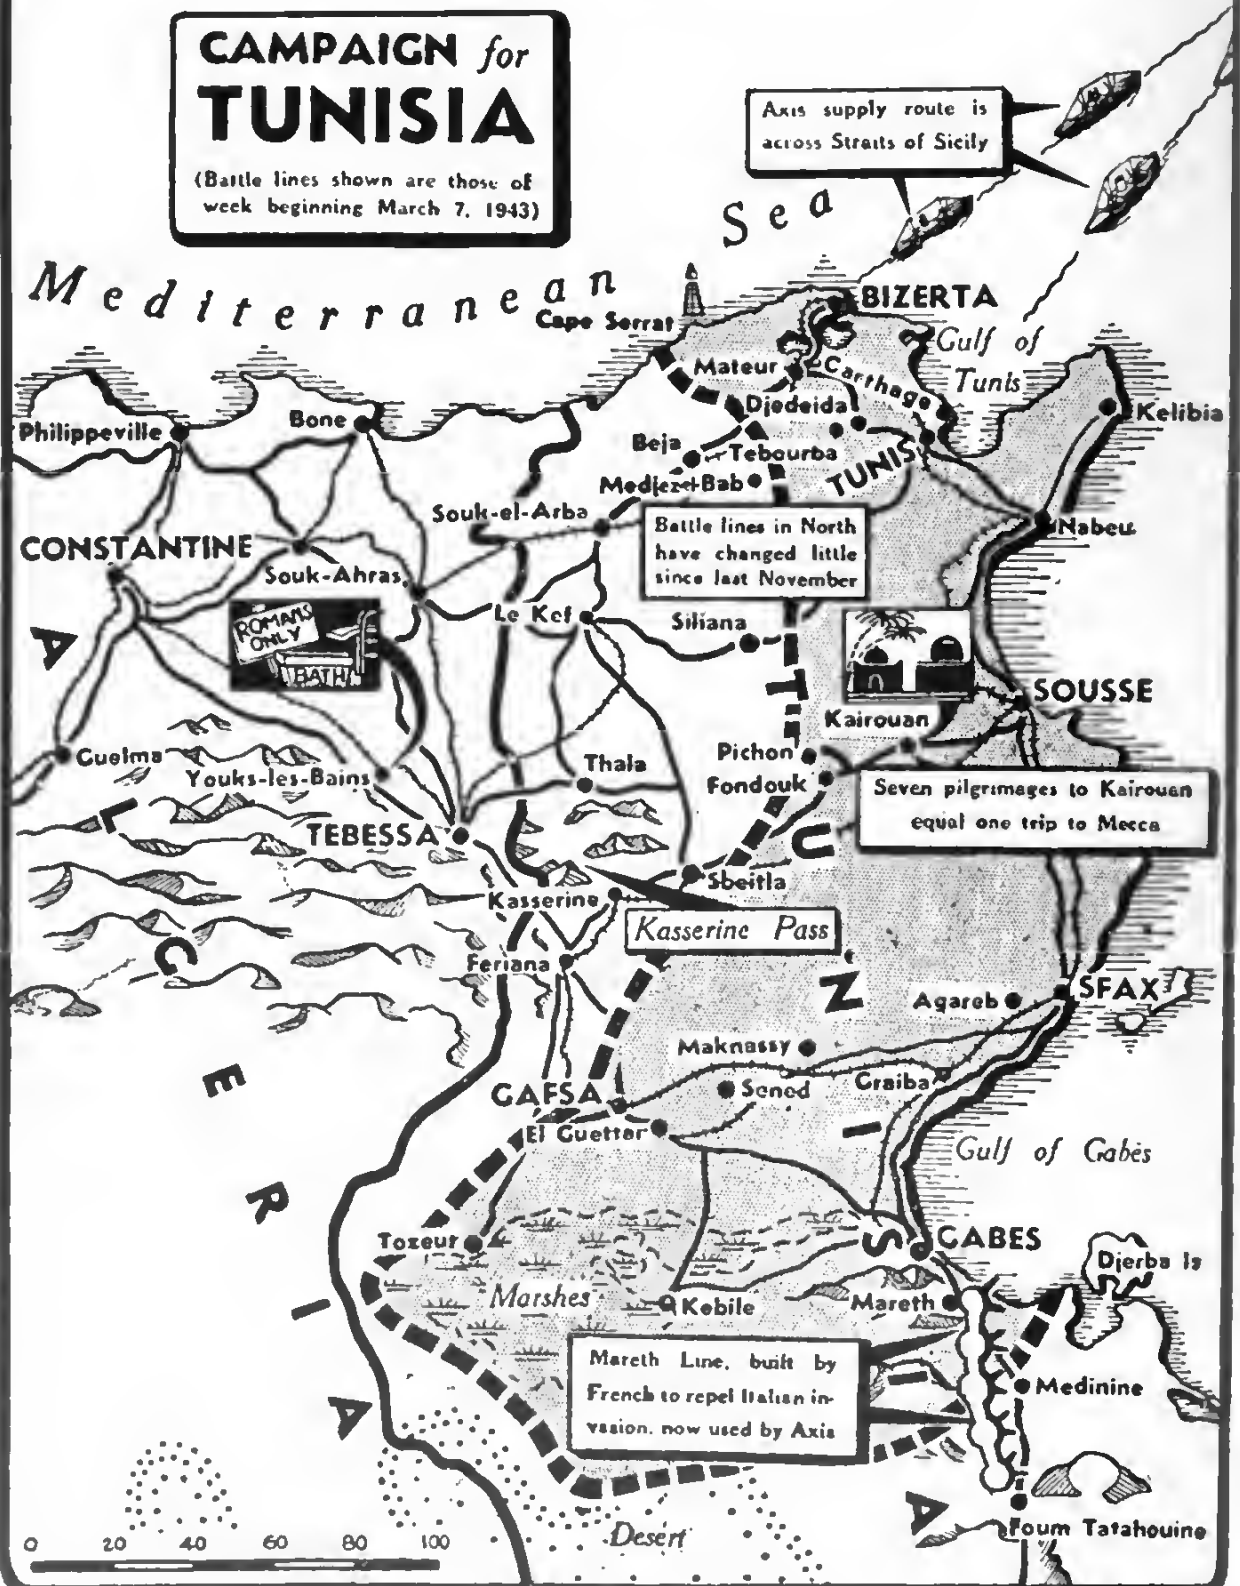 CAMPAIGN for
TUNISIA
(Battle lines shown are those of
week beginning March 7, 1943)
Axis supply route is
across Straits of Sicily
Mediterranean Sea
Cape Serrat
BIZERTA
Gulf of
Tunis
Mateur
Carthage
Djedeida
Kelibia
Philippeville
Bone
Beja
Tebourba
TUNIS
Medjez-el-Bab
Souk-el-Arba
Battle lines in North
have changed little
since last November
Nabeul
CONSTANTINE
Souk-Ahras
ROMANS
ONLY
BATH
Le Kef
Siliana
SOUSSE
Kairouan
Guelma
Youks-les-Bains
Thala
Pichon
Fondouk
Seven pilgrimages to Kairouan
equal one trip to Mecca
TEBESSA
Sbeitla
Kasserine
Kasserine Pass
Feriana
Agareb
SFAX
Maknassy
Sened
Graiba
GAFSA
El Guettar
Gulf of Gabès
Tozeur
GABES
Djerba Is
Marshes
Kebile
Mareth
Mareth Line, built by
French to repel Italian in-
vasion, now used by Axis
Medinine
Foum Tatahouine
Desert
ALGERIA
TUNISIA
0 20 40 60 80 100